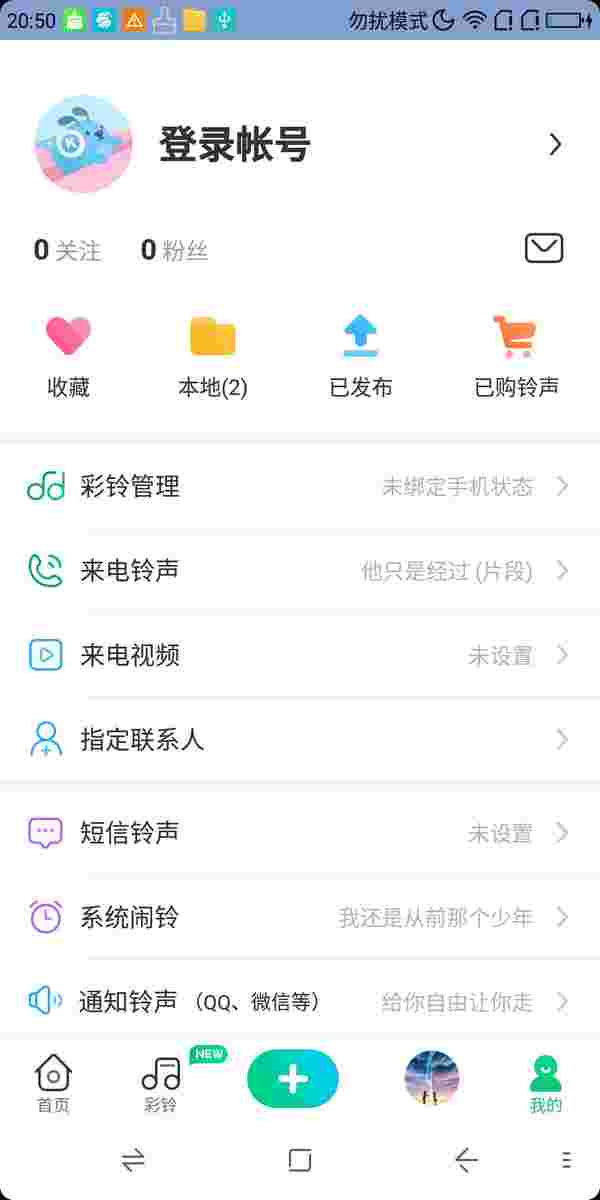 20:50 勿扰模式
登录帐号
0 关注 0 粉丝
收藏 本地(2) 已发布 已购铃声
彩铃管理 未绑定手机状态
来电铃声 他只是经过 (片段)
来电视频 未设置
指定联系人
短信铃声 未设置
系统闹铃 我还是从前那个少年
通知铃声 （QQ、微信等） 给你自由让你走
NEW
首页 彩铃 我的